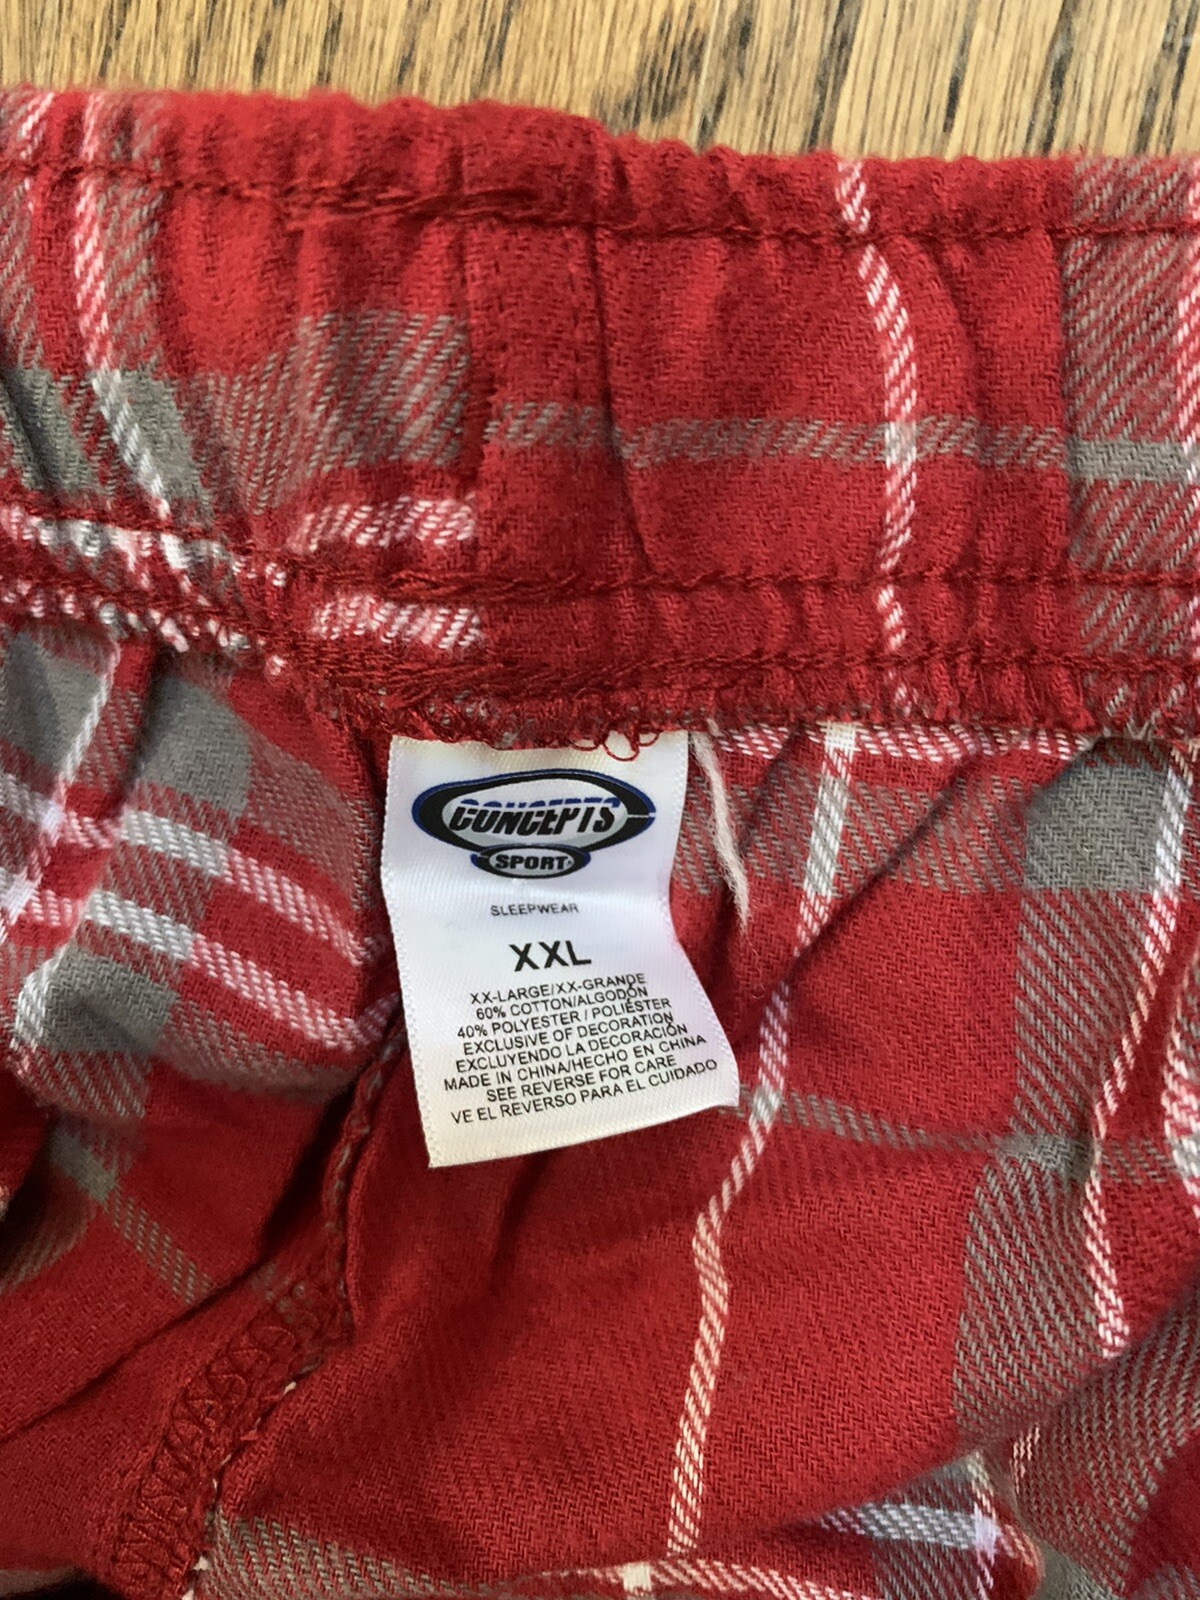 CONCEPTS
SPORT
SLEEPWEAR
XXL
XX-LARGE/XX-GRANDE
60% COTTON/ALGODÓN
40% POLYESTER / POLIÉSTER
EXCLUSIVE OF DECORATION
EXCLUYENDO LA DECORACIÓN
MADE IN CHINA/HECHO EN CHINA
SEE REVERSE FOR CARE
VE EL REVERSO PARA EL CUIDADO